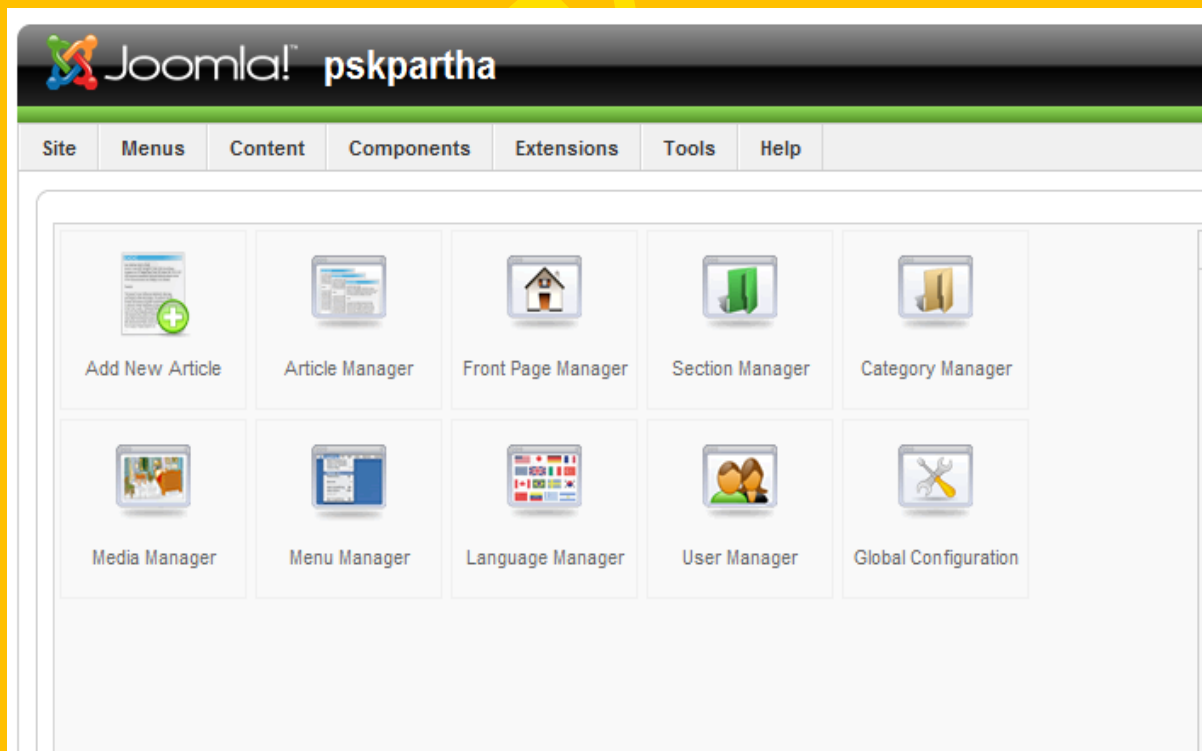 Joomla!™ pskpartha
Site Menus Content Components Extensions Tools Help
Add New Article Article Manager Front Page Manager Section Manager Category Manager
Media Manager Menu Manager Language Manager User Manager Global Configuration